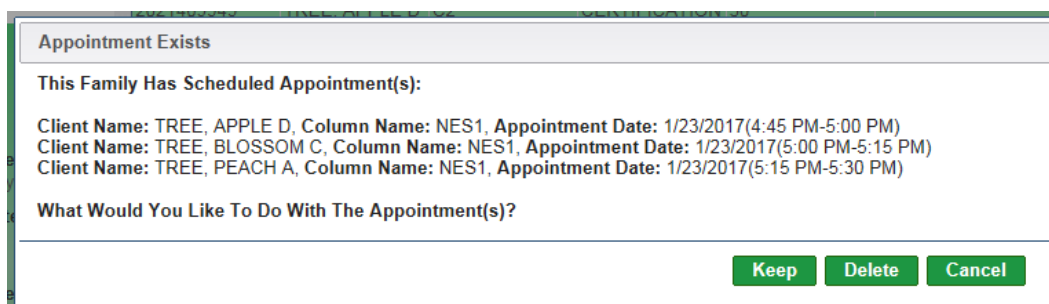 Appointment Exists
This Family Has Scheduled Appointment(s):
Client Name: TREE, APPLE D, Column Name: NES1, Appointment Date: 1/23/2017(4:45 PM-5:00 PM)
Client Name: TREE, BLOSSOM C, Column Name: NES1, Appointment Date: 1/23/2017(5:00 PM-5:15 PM)
Client Name: TREE, PEACH A, Column Name: NES1, Appointment Date: 1/23/2017(5:15 PM-5:30 PM)
What Would You Like To Do With The Appointment(s)?
Keep Delete Cancel